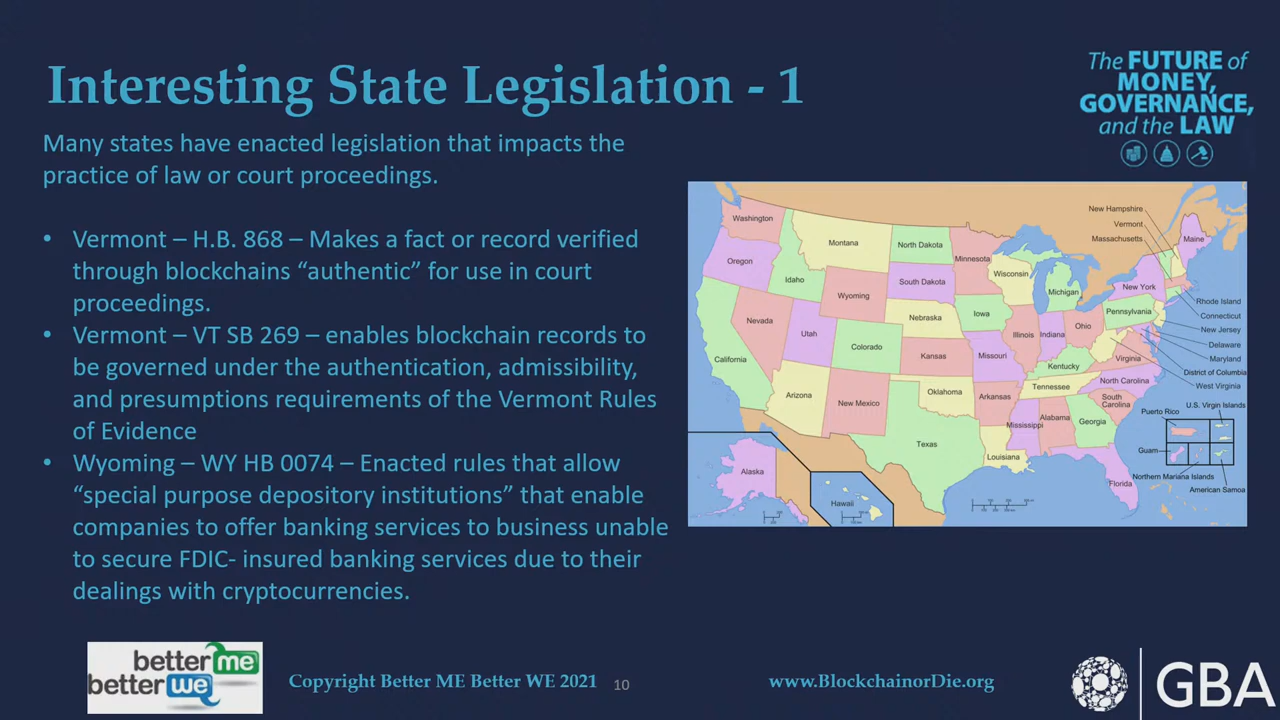 Interesting State Legislation - 1
Many states have enacted legislation that impacts the
practice of law or court proceedings.
• Vermont – H.B. 868 – Makes a fact or record verified
through blockchains “authentic” for use in court
proceedings.
• Vermont – VT SB 269 – enables blockchain records to
be governed under the authentication, admissibility,
and presumptions requirements of the Vermont Rules
of Evidence
• Wyoming – WY HB 0074 – Enacted rules that allow
“special purpose depository institutions” that enable
companies to offer banking services to business unable
to secure FDIC- insured banking services due to their
dealings with cryptocurrencies.
The FUTURE of
MONEY,
GOVERNANCE,
and the LAW
Washington
Oregon
California
Nevada
Idaho
Montana
Wyoming
Utah
Arizona
Colorado
New Mexico
North Dakota
South Dakota
Nebraska
Kansas
Oklahoma
Texas
Minnesota
Iowa
Missouri
Arkansas
Louisiana
Wisconsin
Illinois
Michigan
Indiana
Ohio
Kentucky
Tennessee
Mississippi
Alabama
Georgia
Florida
South
Carolina
North Carolina
Virginia
Pennsylvania
New York
Maine
New Hampshire
Vermont
Massachusetts
Rhode Island
Connecticut
New Jersey
Delaware
Maryland
District of Columbia
West Virginia
Alaska
Hawaii
Puerto Rico
U.S. Virgin Islands
Guam
Northern Mariana Islands
American Samoa
better me
better we
Copyright Better ME Better WE 2021
10
www.BlockchainorDie.org
GBA